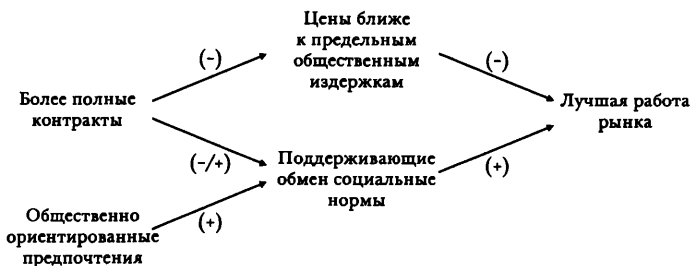 Цены ближе
к предельным
общественным
издержкам
(-)
(-)
Более полные
контракты
Лучшая работа
рынка
(-/+)
Поддерживающие
обмен социальные
нормы
(+)
Общественно
ориентированные
предпочтения
(+)